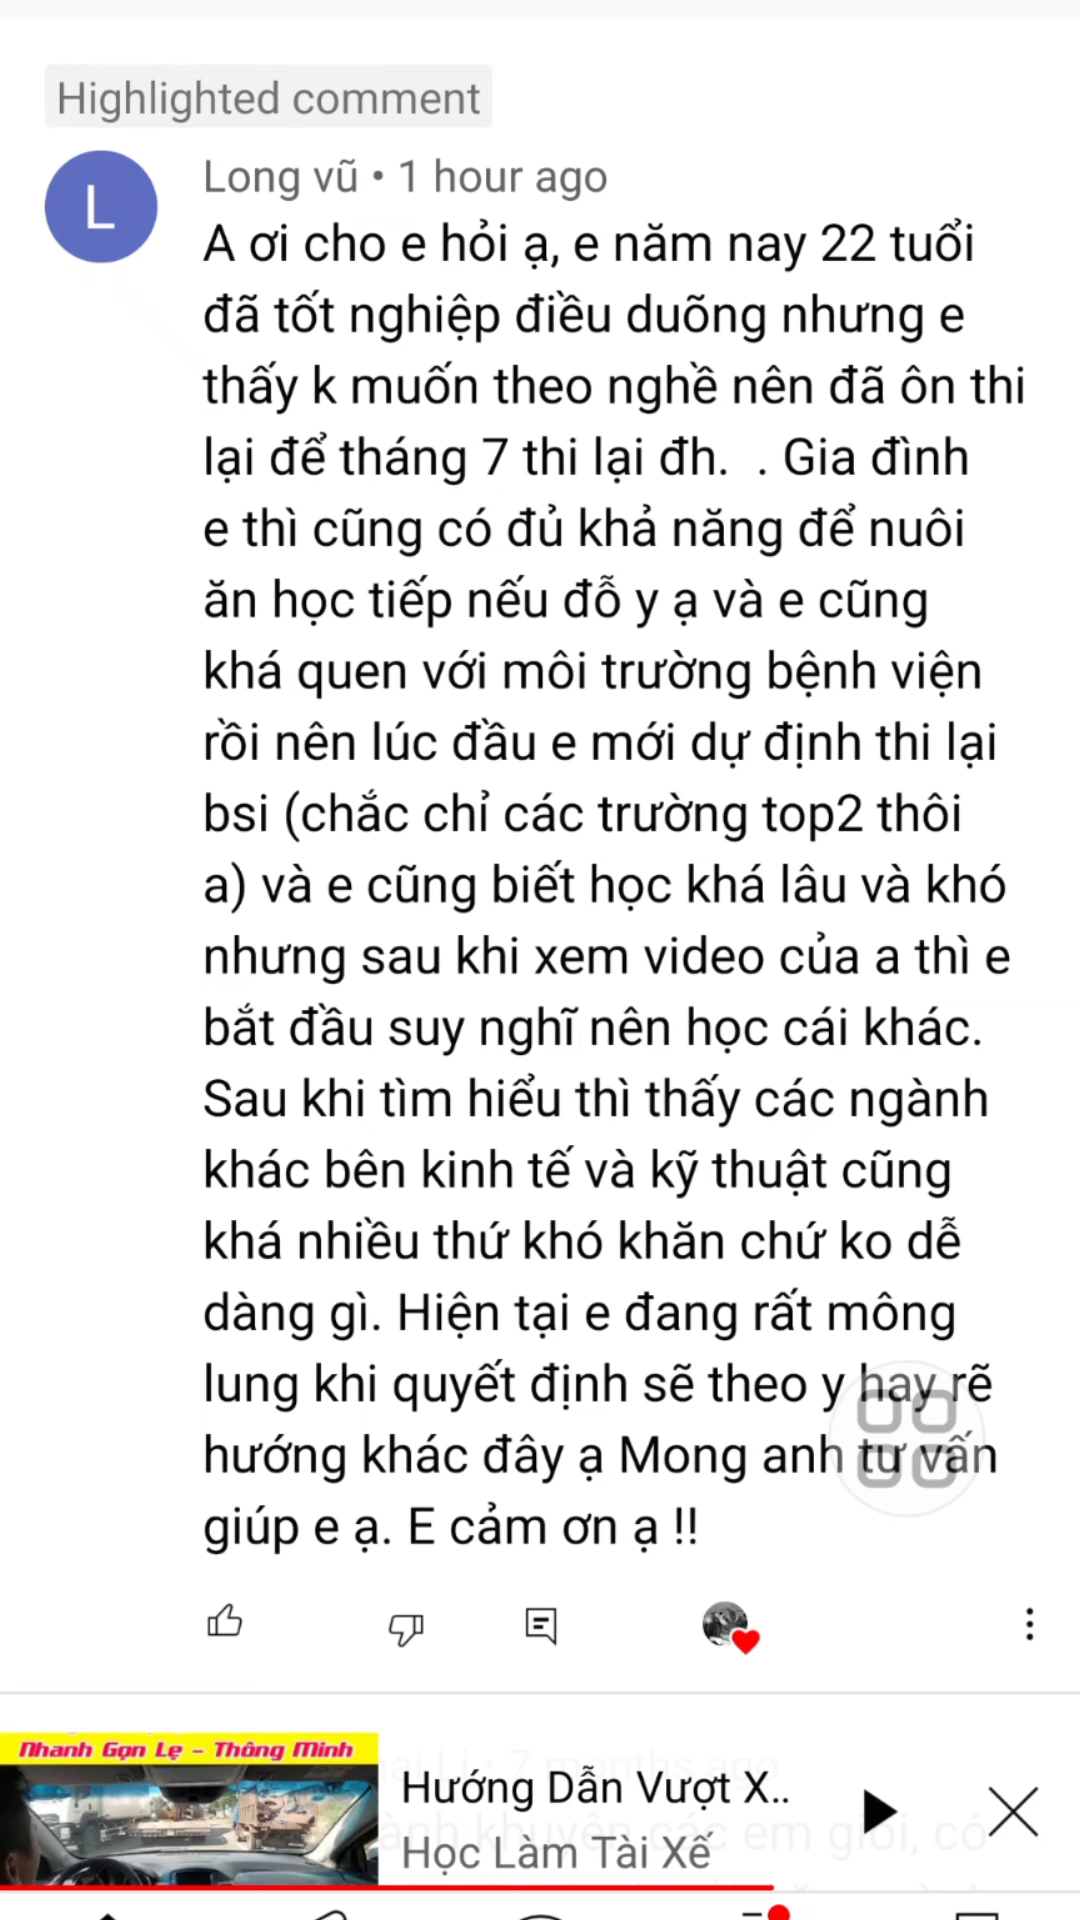 Highlighted comment
L
Long vũ • 1 hour ago
A ơi cho e hỏi ạ, e năm nay 22 tuổi
đã tốt nghiệp điều duõng nhưng e
thấy k muốn theo nghề nên đã ôn thi
lại để tháng 7 thi lại đh.  . Gia đình
e thì cũng có đủ khả năng để nuôi
ăn học tiếp nếu đỗ y ạ và e cũng
khá quen với môi trường bệnh viện
rồi nên lúc đầu e mới dự định thi lại
bsi (chắc chỉ các trường top2 thôi
a) và e cũng biết học khá lâu và khó
nhưng sau khi xem video của a thì e
bắt đầu suy nghĩ nên học cái khác.
Sau khi tìm hiểu thì thấy các ngành
khác bên kinh tế và kỹ thuật cũng
khá nhiều thứ khó khăn chứ ko dễ
dàng gì. Hiện tại e đang rất mông
lung khi quyết định sẽ theo y hay rẽ
hướng khác đây ạ Mong anh tư vấn
giúp e ạ. E cảm ơn ạ !!
Nhanh Gọn Lẹ - Thông Minh
7 months ago
Hướng Dẫn Vượt X..
khuyên các em giỏi, có
Học Làm Tài Xế